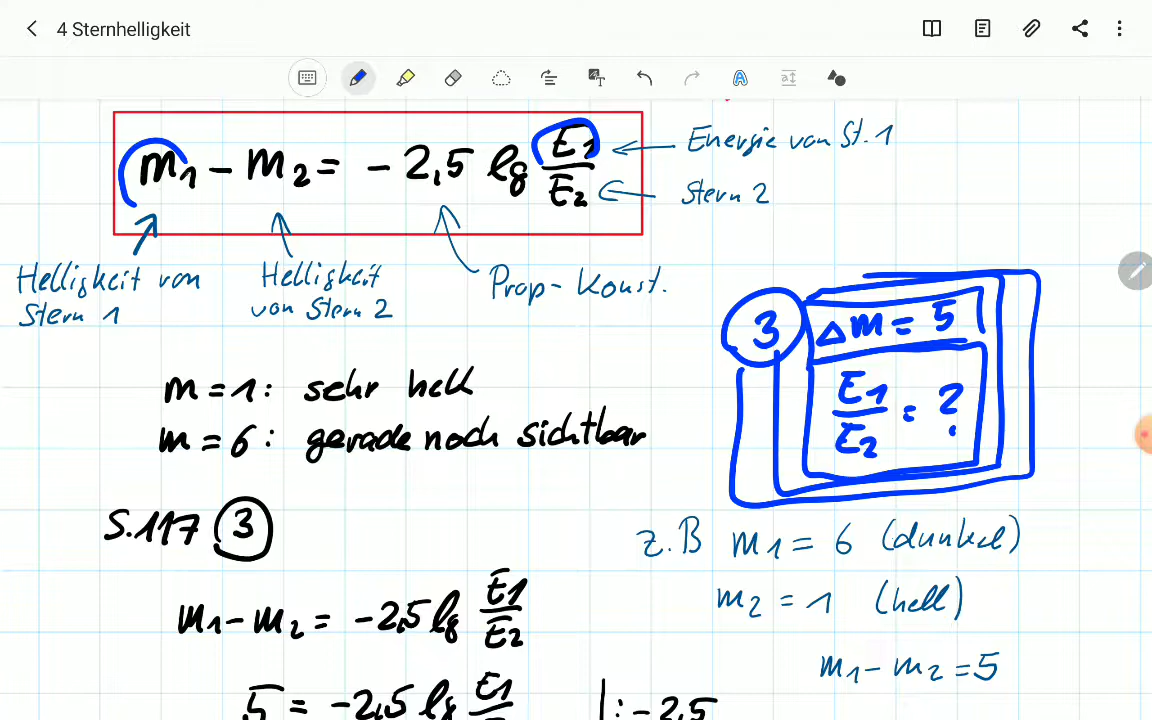 4 Sternhelligkeit
m1 - m2 = - 2,5 lg E1/E2
Energie von St. 1
Stern 2
Helligkeit von Stern 1
Helligkeit von Stern 2
Prop-Konst.
3
Δm = 5
E1/E2 = ?
m = 1: sehr hell
m = 6: gerade noch sichtbar
S.117 3
z.B m1 = 6 (dunkel)
m2 = 1 (hell)
m1 - m2 = 5
m1 - m2 = -2,5 lg E1/E2
5 = -2,5 lg E1/E2 |: -2,5